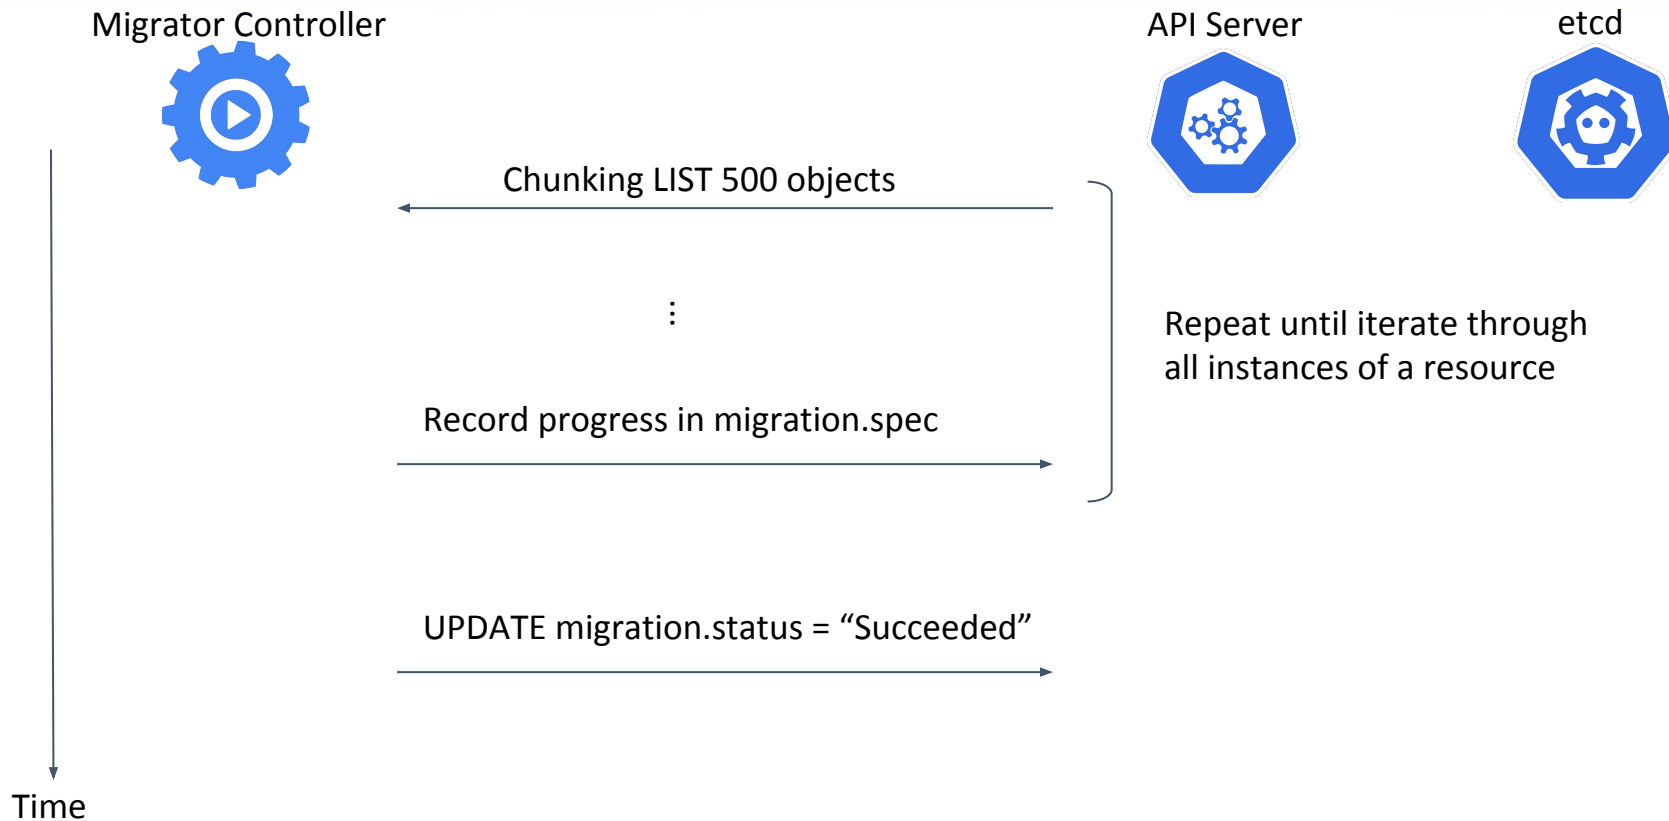 Migrator Controller
API Server
etcd
Chunking LIST 500 objects
...
Repeat until iterate through
all instances of a resource
Record progress in migration.spec
UPDATE migration.status = “Succeeded”
Time